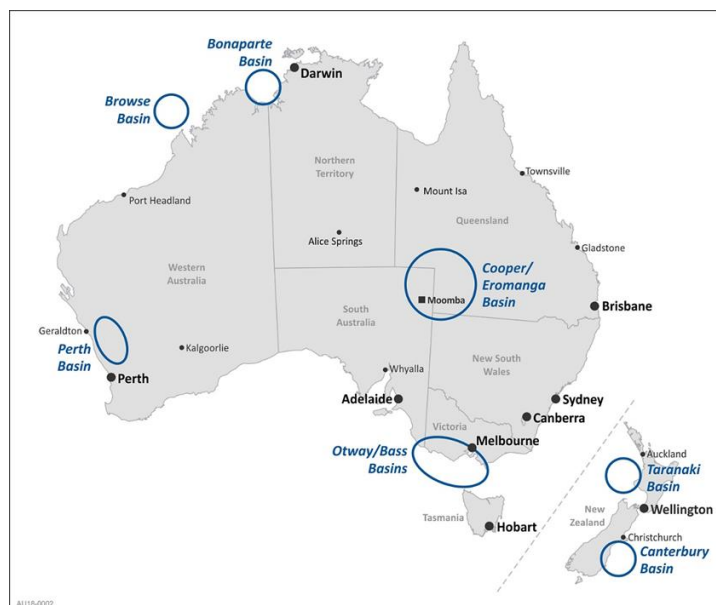 Bonaparte
Basin
Darwin
Browse
Basin
Northern
Territory
Townsville
Mount Isa
Port Headland
Queensland
Alice Springs
Gladstone
Western
Australia
Cooper/
Eromanga
Basin
Moomba
Brisbane
South
Australia
Geraldton
Perth
Basin
Kalgoorlie
New South
Wales
Whyalla
Perth
Adelaide
Sydney
Canberra
Victoria
Melbourne
Otway/Bass
Basins
Auckland
Taranaki
Basin
Wellington
New
Zealand
Tasmania
Hobart
Christchurch
Canterbury
Basin
AU16-0002